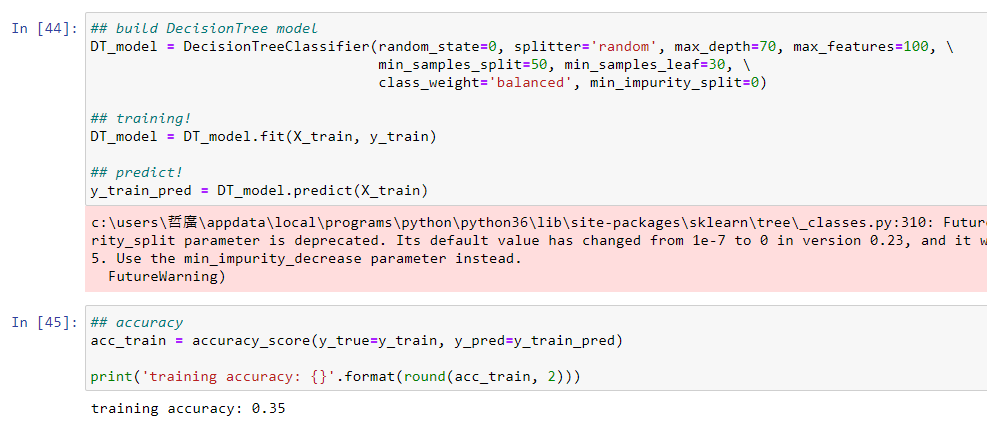 In [44]: ## build DecisionTree model
DT_model = DecisionTreeClassifier(random_state=0, splitter='random', max_depth=70, max_features=100, \
min_samples_split=50, min_samples_leaf=30, \
class_weight='balanced', min_impurity_split=0)
## training!
DT_model = DT_model.fit(X_train, y_train)
## predict!
y_train_pred = DT_model.predict(X_train)
c:\users\哲廣\appdata\local\programs\python\python36\lib\site-packages\sklearn\tree\_classes.py:310: Future
rity_split parameter is deprecated. Its default value has changed from 1e-7 to 0 in version 0.23, and it w
5. Use the min_impurity_decrease parameter instead.
FutureWarning)
In [45]: ## accuracy
acc_train = accuracy_score(y_true=y_train, y_pred=y_train_pred)
print('training accuracy: {}'.format(round(acc_train, 2)))
training accuracy: 0.35